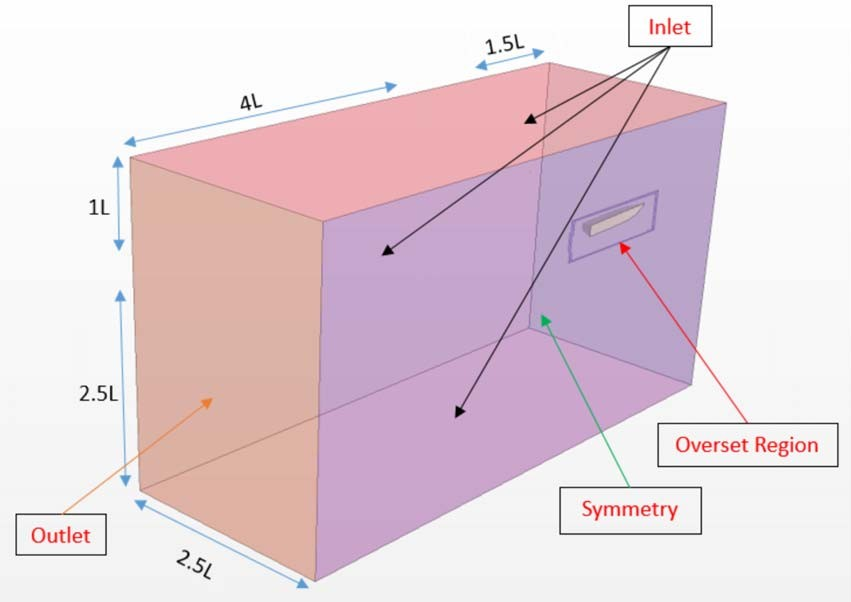 Inlet
1.5L
4L
1L
2.5L
Overset Region
Symmetry
Outlet
2.5L